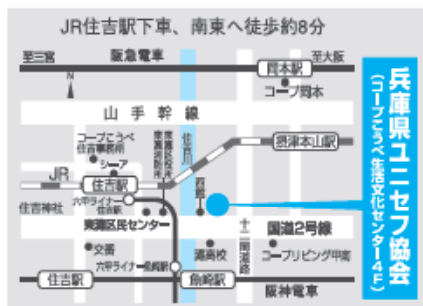 JR住吉駅下車、南東へ徒歩約8分
至三宮
阪急電車
岡本駅
至大阪
N
コープ岡本
山手幹線
コープこうべ
住吉事務所
シーア
東灘区役所
東灘消防署
住吉川
摂津本山駅
JR
住吉駅
六甲ライナー
住吉駅
住吉神社
東灘区民センター
国道2号線
交番
六甲ライナー魚崎駅
灘高校
十二間道路
コープリビング甲南
住吉駅
魚崎駅
阪神電車
兵庫県ユニセフ協会
(コープこうべ生活文化センター4F)